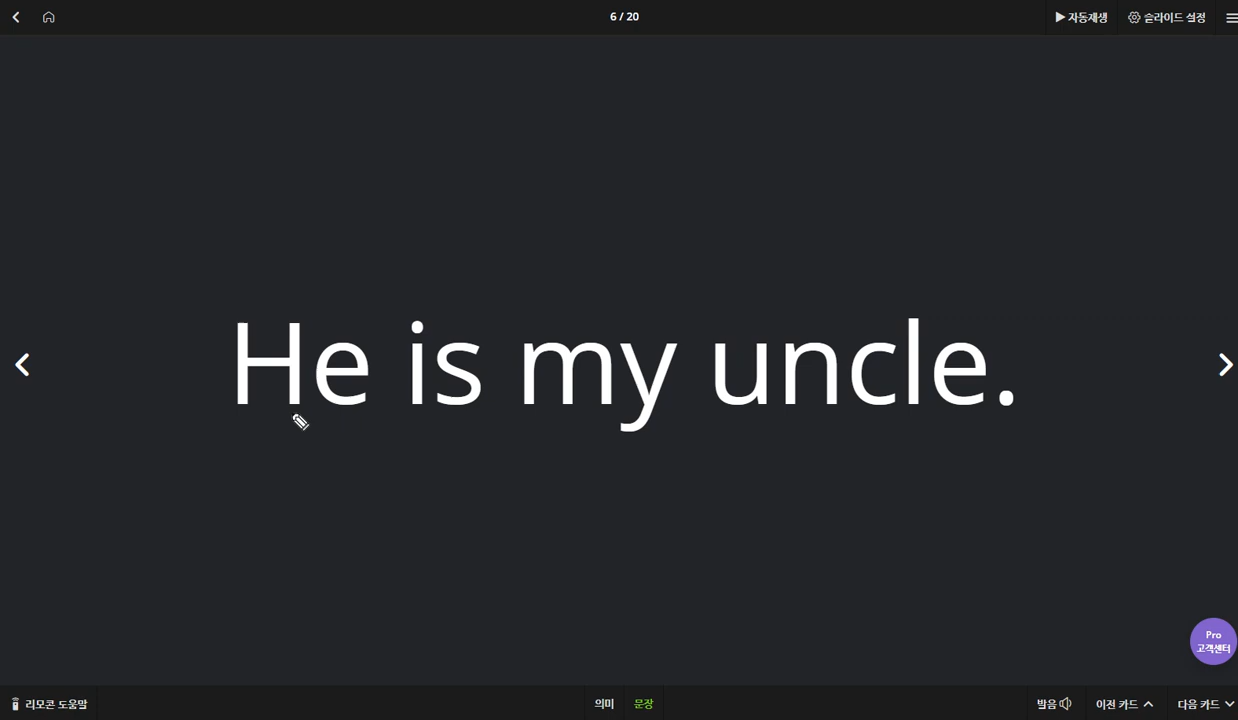 6 / 20
자동재생
슬라이드 설정
He is my uncle.
Pro
고객센터
리모콘 도움말
의미
문장
발음
이전 카드
다음 카드